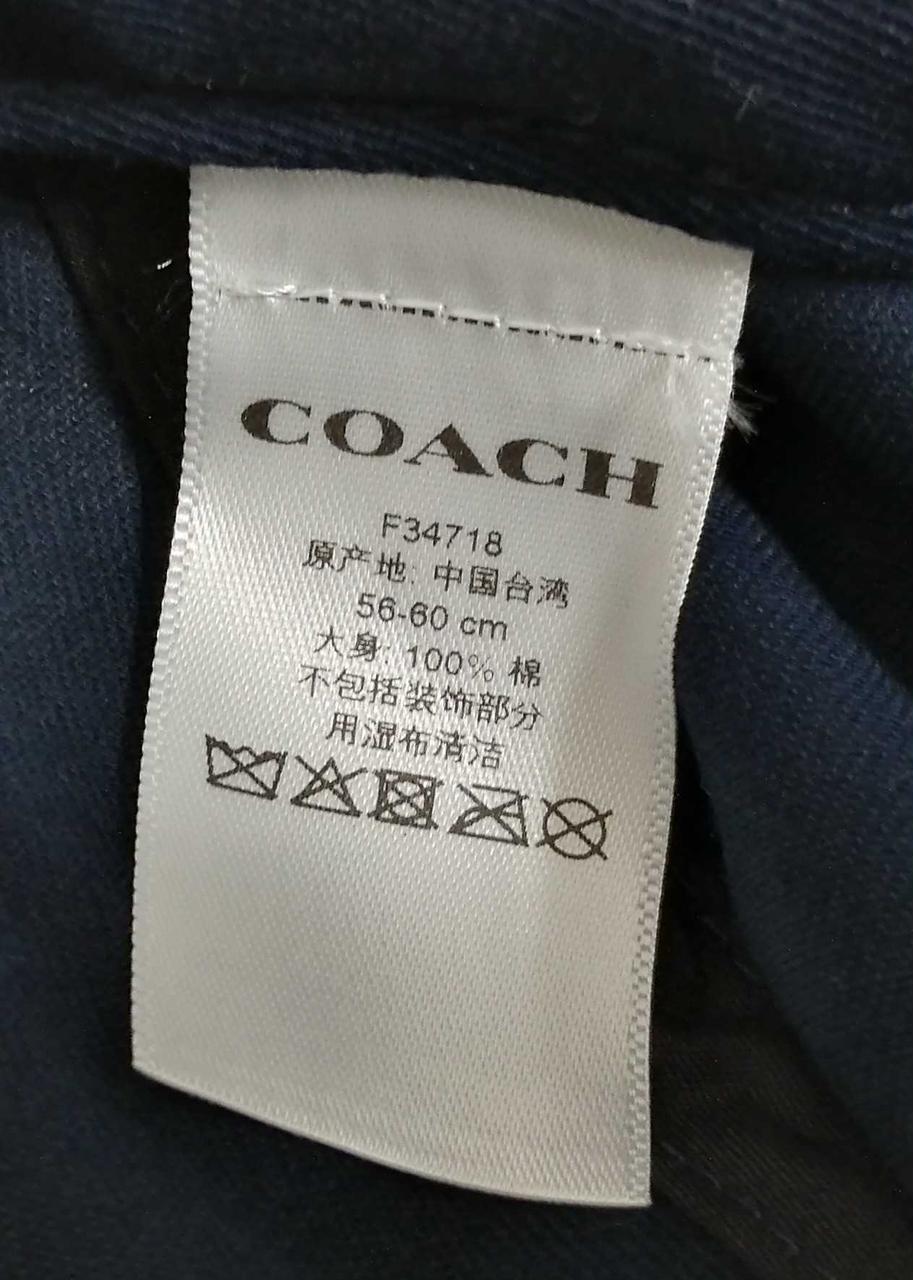 COACH
F34718
原产地: 中国台湾
56-60 cm
大身: 100% 棉
不包括装饰部分
用湿布清洁